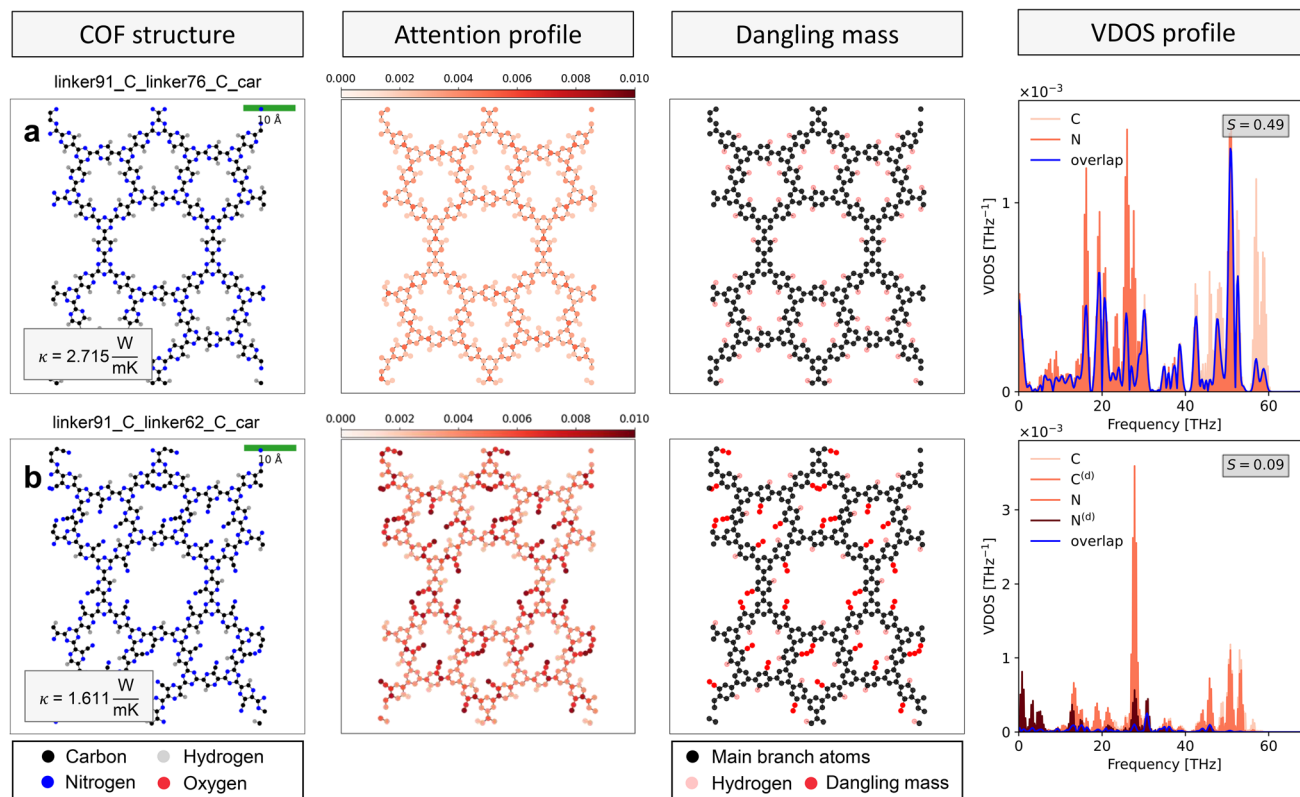 COF structure
Attention profile
Dangling mass
VDOS profile
linker91_C_linker76_C_car
0.000 0.002 0.004 0.006 0.008 0.010
a
10 Å
κ = 2.715 W/mK
×10⁻³
C
N
overlap
S = 0.49
VDOS [THz⁻¹]
1
0
0 20 40 60
Frequency [THz]
linker91_C_linker62_C_car
0.000 0.002 0.004 0.006 0.008 0.010
b
10 Å
κ = 1.611 W/mK
×10⁻³
C
C(d)
N
N(d)
overlap
S = 0.09
VDOS [THz⁻¹]
3
2
1
0
0 20 40 60
Frequency [THz]
Carbon
Hydrogen
Nitrogen
Oxygen
Main branch atoms
Hydrogen
Dangling mass